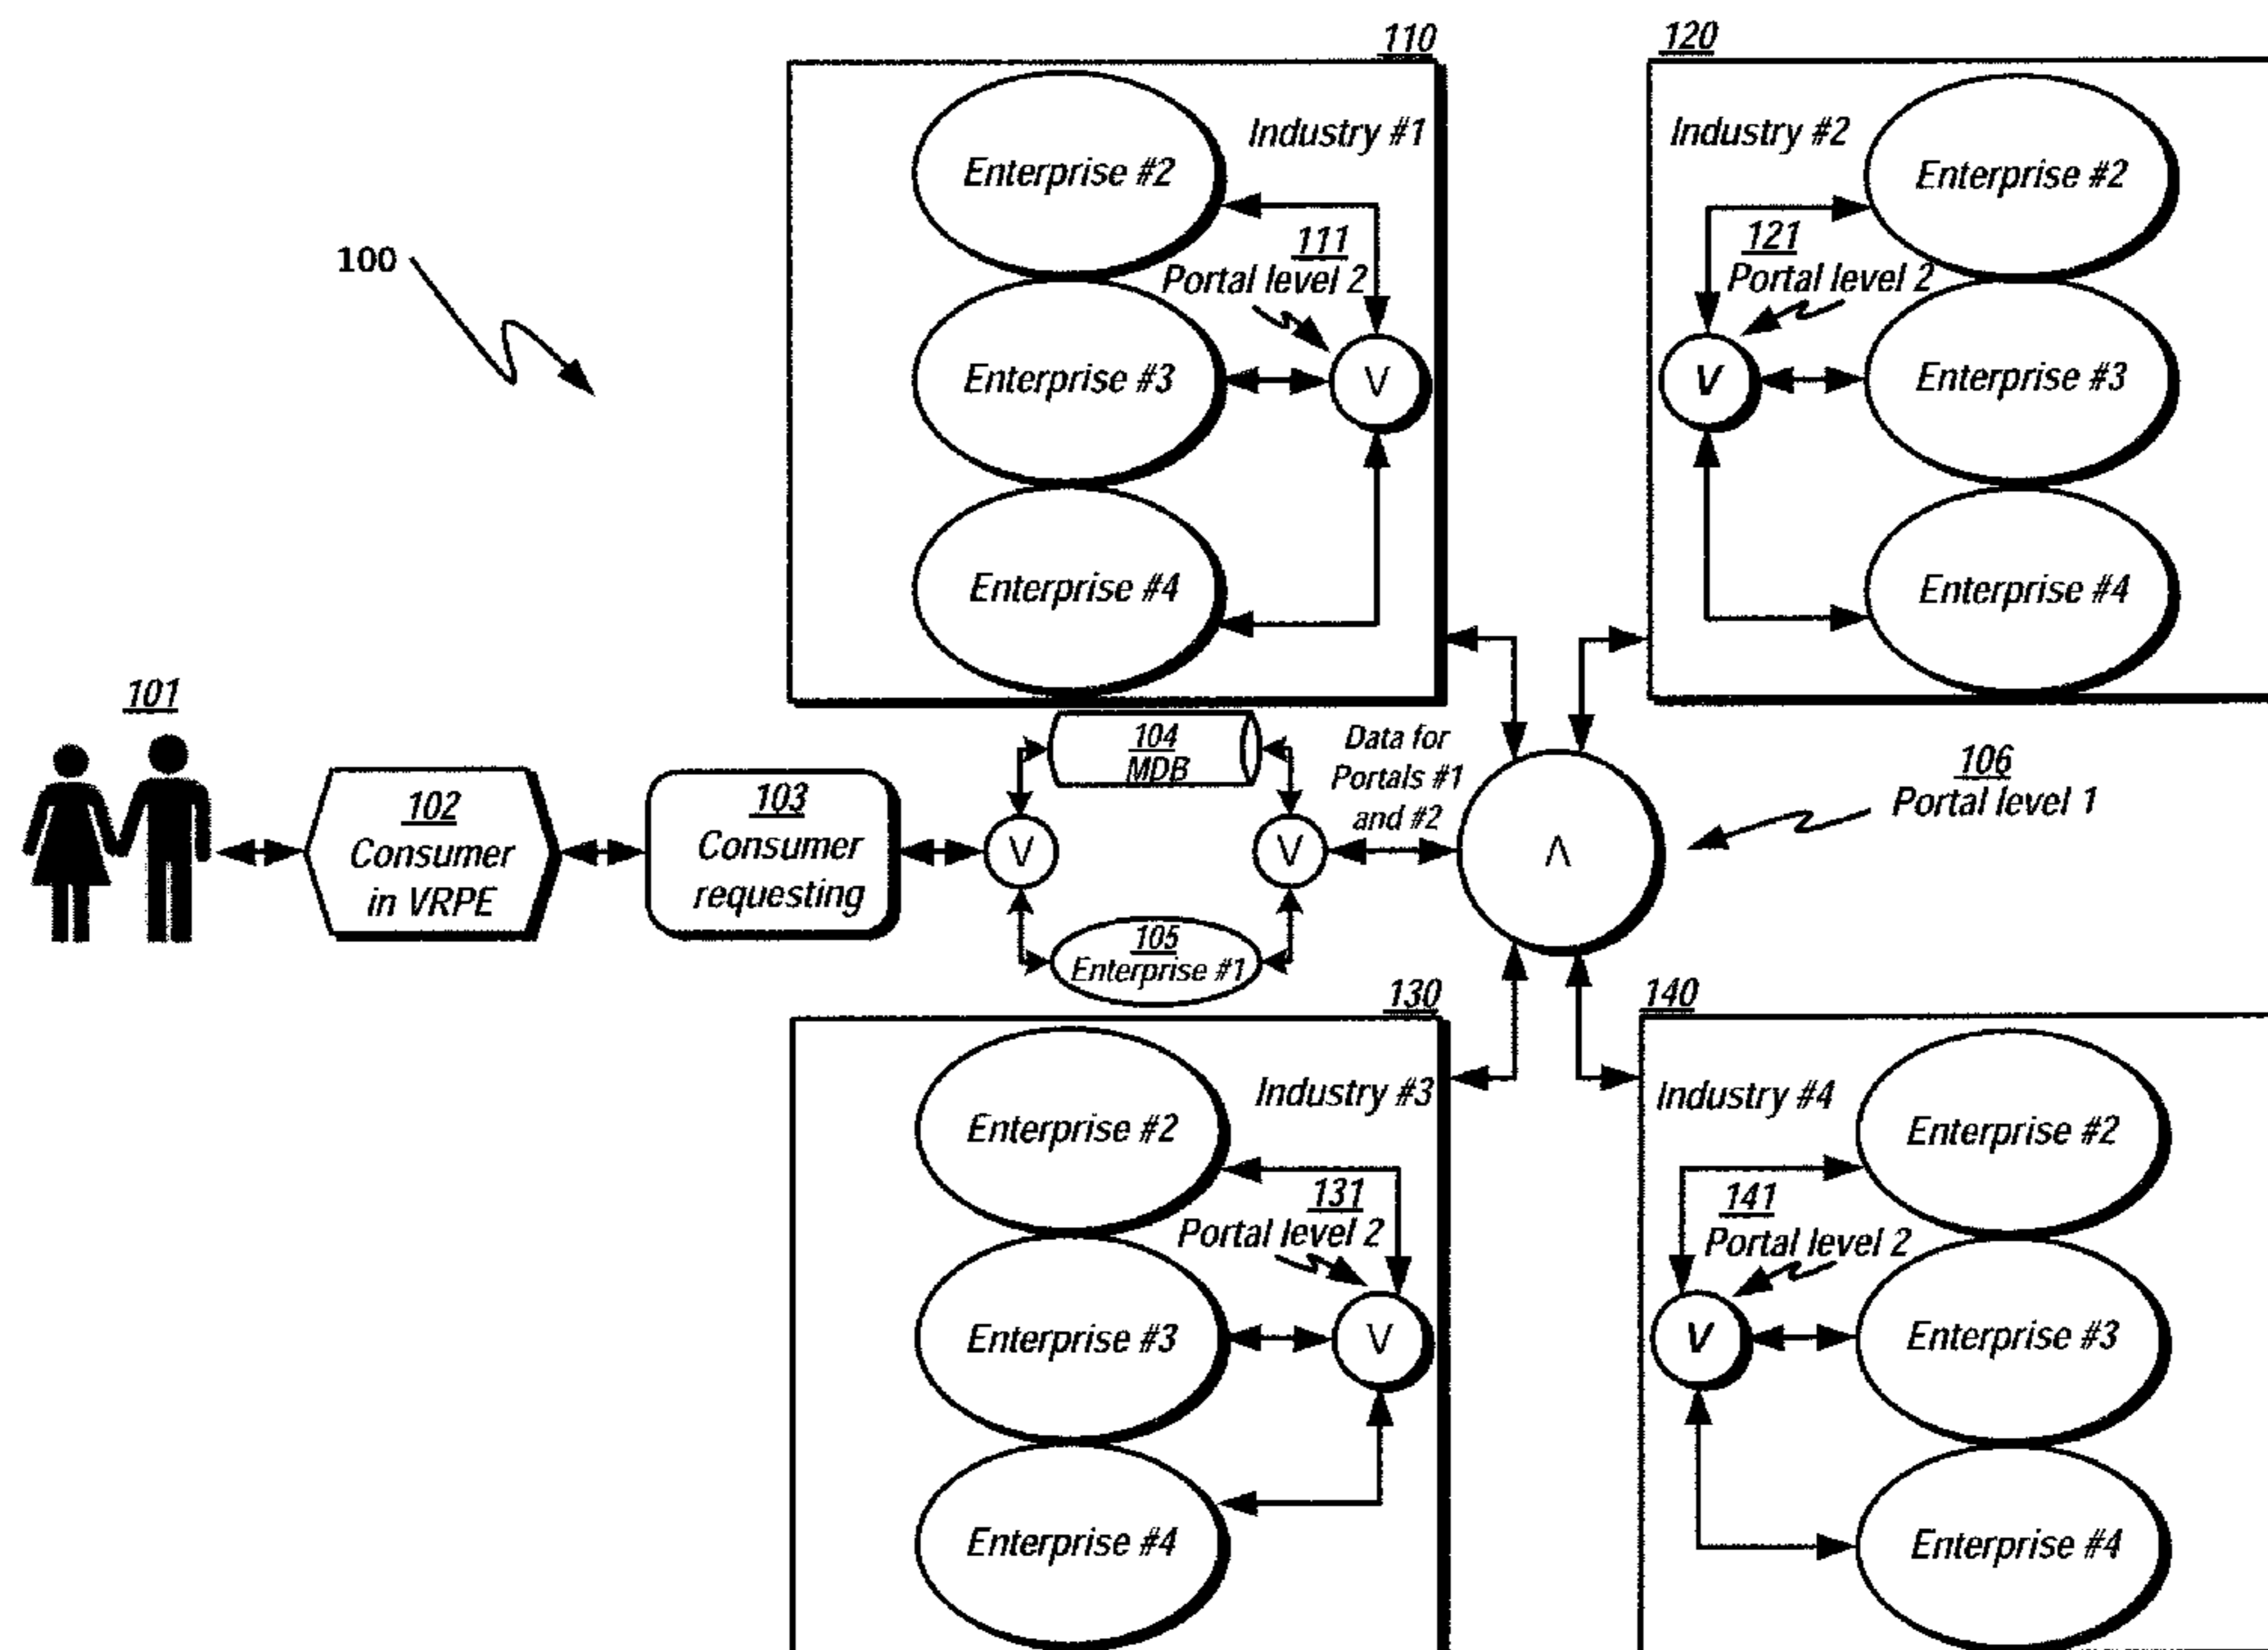 110
120
Industry #1
Enterprise #2
111
Portal level 2
V
Enterprise #3
Enterprise #4
Industry #2
Enterprise #2
121
Portal level 2
V
Enterprise #3
Enterprise #4
100
101
102
Consumer
in VRPE
103
Consumer
requesting
V
104
MDB
105
Enterprise #1
V
Data for
Portals #1
and #2
Λ
106
Portal level 1
130
140
Industry #3
Enterprise #2
131
Portal level 2
V
Enterprise #3
Enterprise #4
Industry #4
Enterprise #2
141
Portal level 2
V
Enterprise #3
Enterprise #4